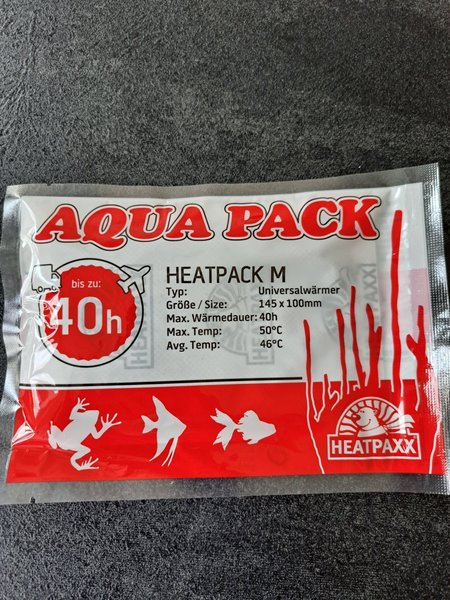 AQUA PACK
bis zu:
40h
HEATPACK M
Typ: Universalwärmer
Größe / Size: 145 x 100mm
Max. Wärmedauer: 40h
Max. Temp: 50°C
Avg. Temp: 46°C
HEATPAXX